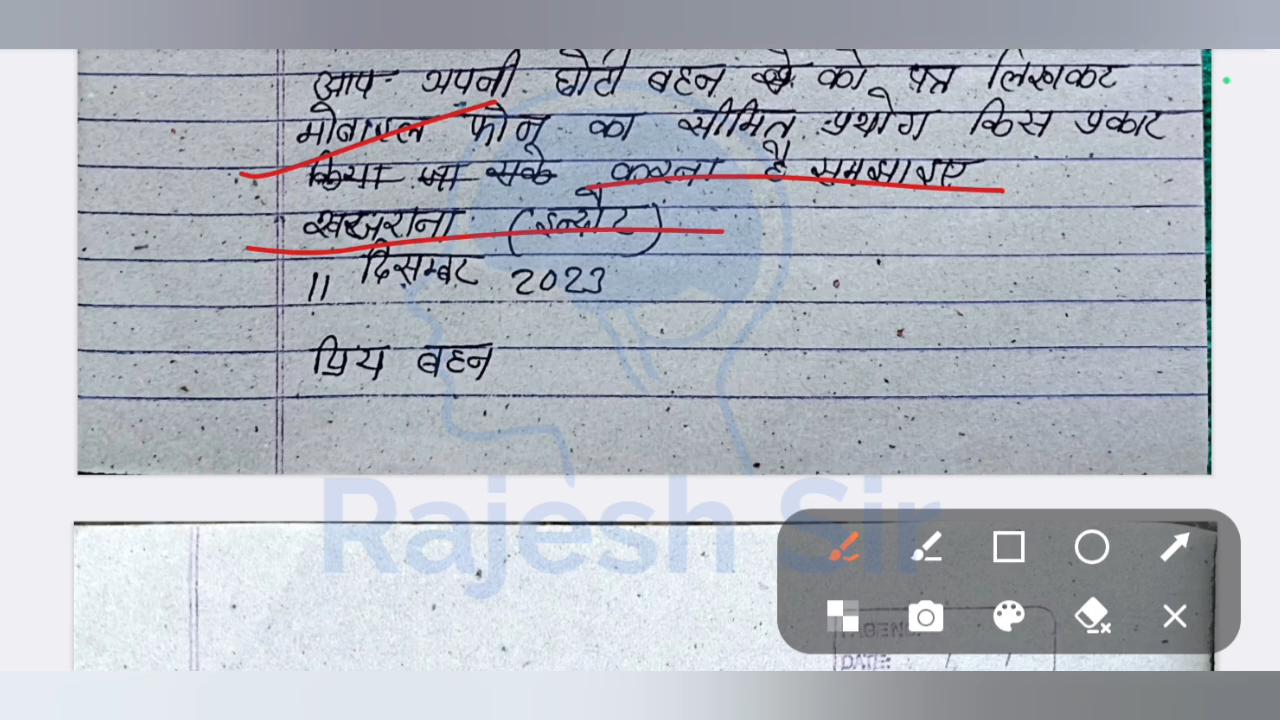 आप अपनी छोटी बहन को पत्र लिखकर
मोबाइल फोन का सीमित प्रयोग किस प्रकार
किया जा सके करना है समझाइए
खजराना (इन्दौर)
11 दिसम्बर 2023
प्रिय बहन
Rajesh Sir
DATE: / /